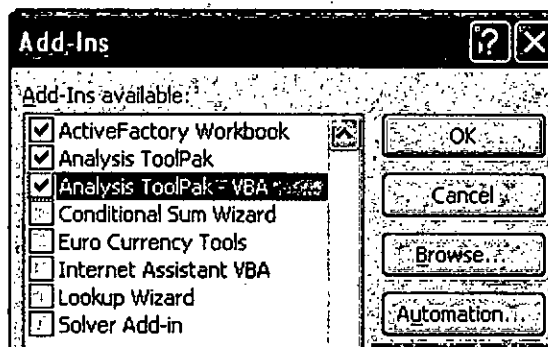 Add-Ins
Add-Ins available:
ActiveFactory Workbook
Analysis ToolPak
Analysis ToolPak - VBA
Conditional Sum Wizard
Euro Currency Tools
Internet Assistant VBA
Lookup Wizard
Solver Add-in
OK
Cancel
Browse...
Automation...